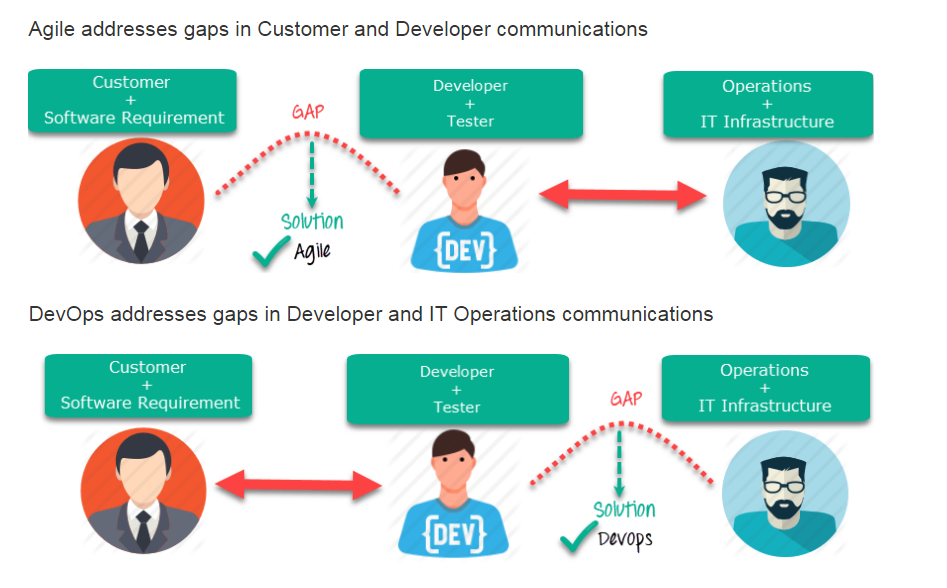 Agile addresses gaps in Customer and Developer communications
Customer
+
Software Requirement
GAP
Developer
+
Tester
Operations
+
IT Infrastructure
Solution
Agile
{DEV}
DevOps addresses gaps in Developer and IT Operations communications
Customer
+
Software Requirement
Developer
+
Tester
GAP
Operations
+
IT Infrastructure
{DEV}
Solution
Devops